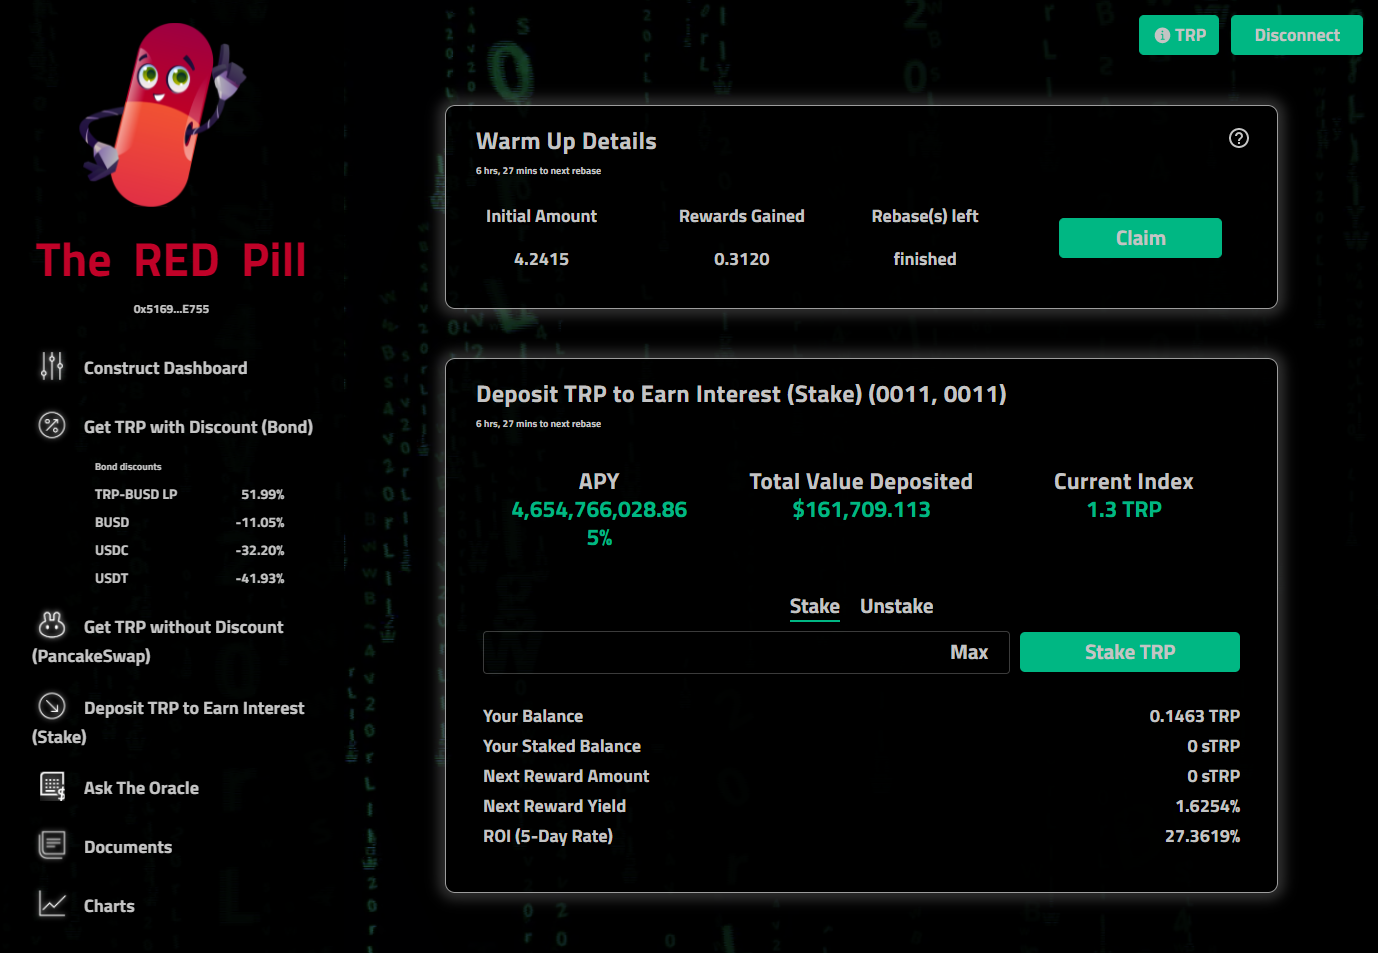 TRP
Disconnect
The RED Pill
0x5169...E755
Construct Dashboard
Get TRP with Discount (Bond)
Bond discounts
TRP-BUSD LP 51.99%
BUSD -11.05%
USDC -32.20%
USDT -41.93%
Get TRP without Discount
(PancakeSwap)
Deposit TRP to Earn Interest
(Stake)
Ask The Oracle
Documents
Charts
Warm Up Details
6 hrs, 27 mins to next rebase
Initial Amount Rewards Gained Rebase(s) left
4.2415 0.3120 finished
Claim
Deposit TRP to Earn Interest (Stake) (0011, 0011)
6 hrs, 27 mins to next rebase
APY
4,654,766,028.86
5%
Total Value Deposited
$161,709.113
Current Index
1.3 TRP
Stake Unstake
Max
Stake TRP
Your Balance 0.1463 TRP
Your Staked Balance 0 sTRP
Next Reward Amount 0 sTRP
Next Reward Yield 1.6254%
ROI (5-Day Rate) 27.3619%